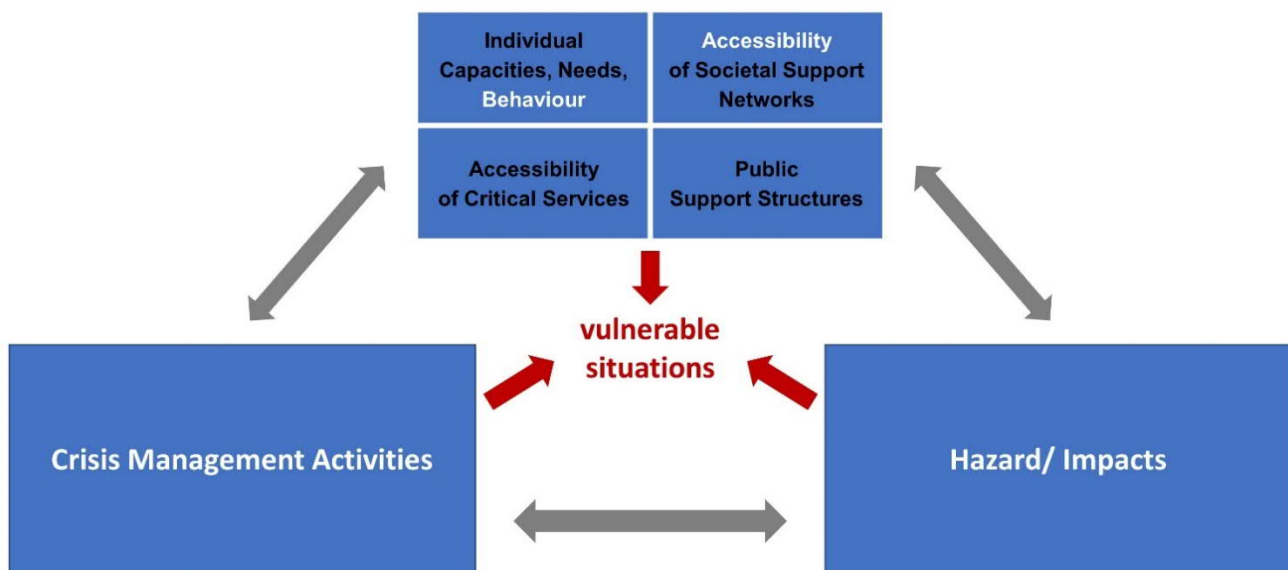 Individual
Capacities, Needs,
Behaviour
Accessibility
of Societal Support
Networks
Accessibility
of Critical Services
Public
Support Structures
vulnerable
situations
Crisis Management Activities
Hazard/ Impacts